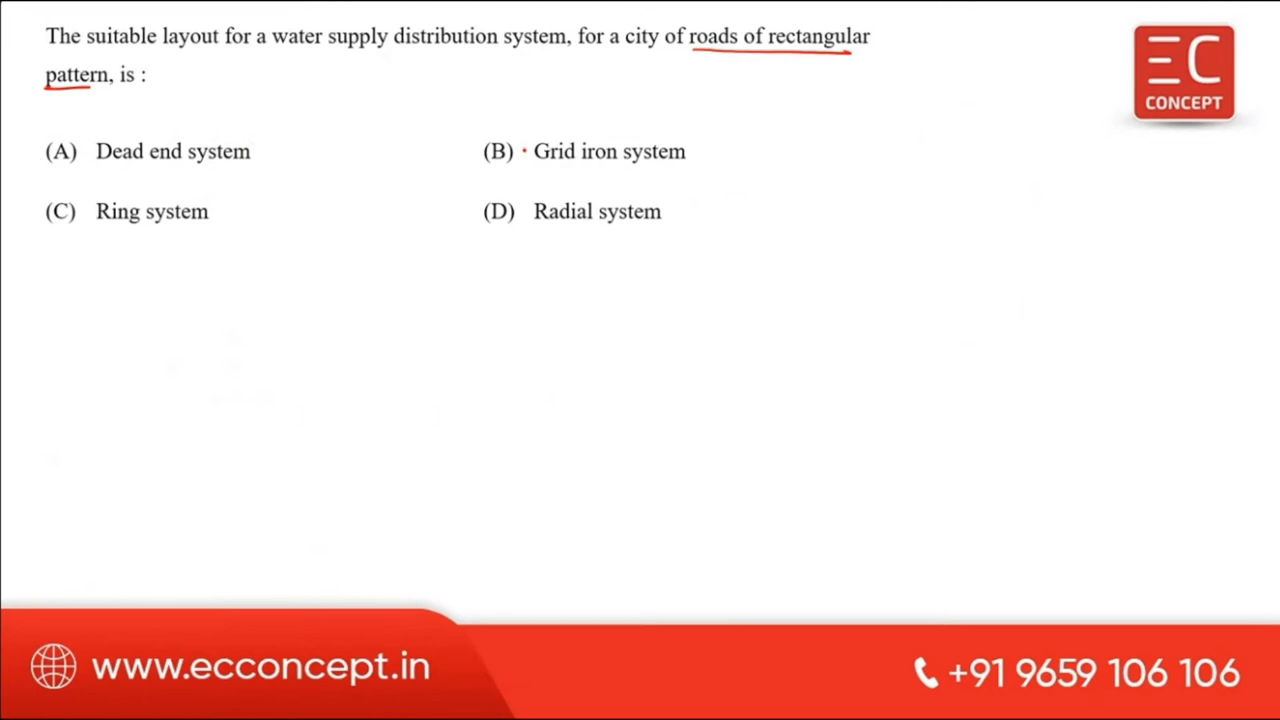 The suitable layout for a water supply distribution system, for a city of roads of rectangular
pattern, is :
EC
CONCEPT
(A) Dead end system
(B) Grid iron system
(C) Ring system
(D) Radial system
www.ecconcept.in
+91 9659 106 106